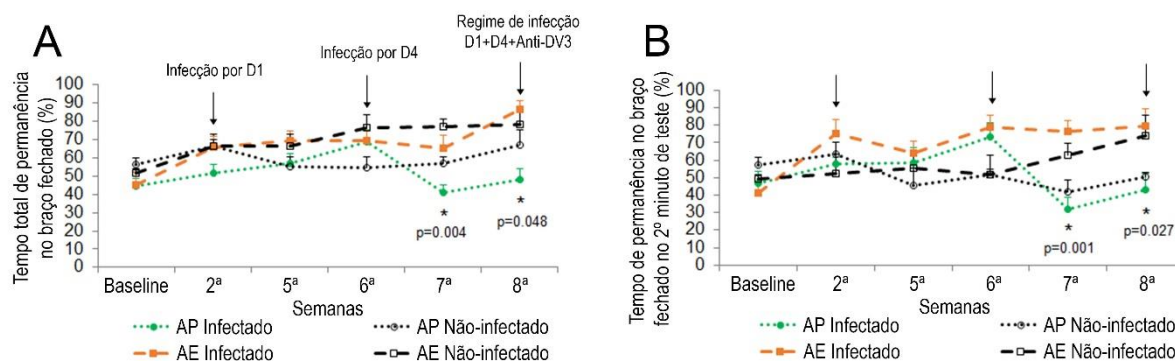 A
Infecção por D1
Infecção por D4
Regime de infecção
D1+D4+Anti-DV3
Tempo total de permanência
no braço fechado (%)
100
90
80
70
60
50
40
30
20
10
0
*
p=0.004
*
p=0.048
Baseline 2ª 5ª 6ª 7ª 8ª
Semanas
AP Infectado AP Não-infectado
AE Infectado AE Não-infectado
B
Tempo de permanência no braço
fechado no 2º minuto de teste (%)
100
90
80
70
60
50
40
30
20
10
0
*
p=0.001
*
p=0.027
Baseline 2ª 5ª 6ª 7ª 8ª
Semanas
AP Infectado AP Não-infectado
AE Infectado AE Não-infectado